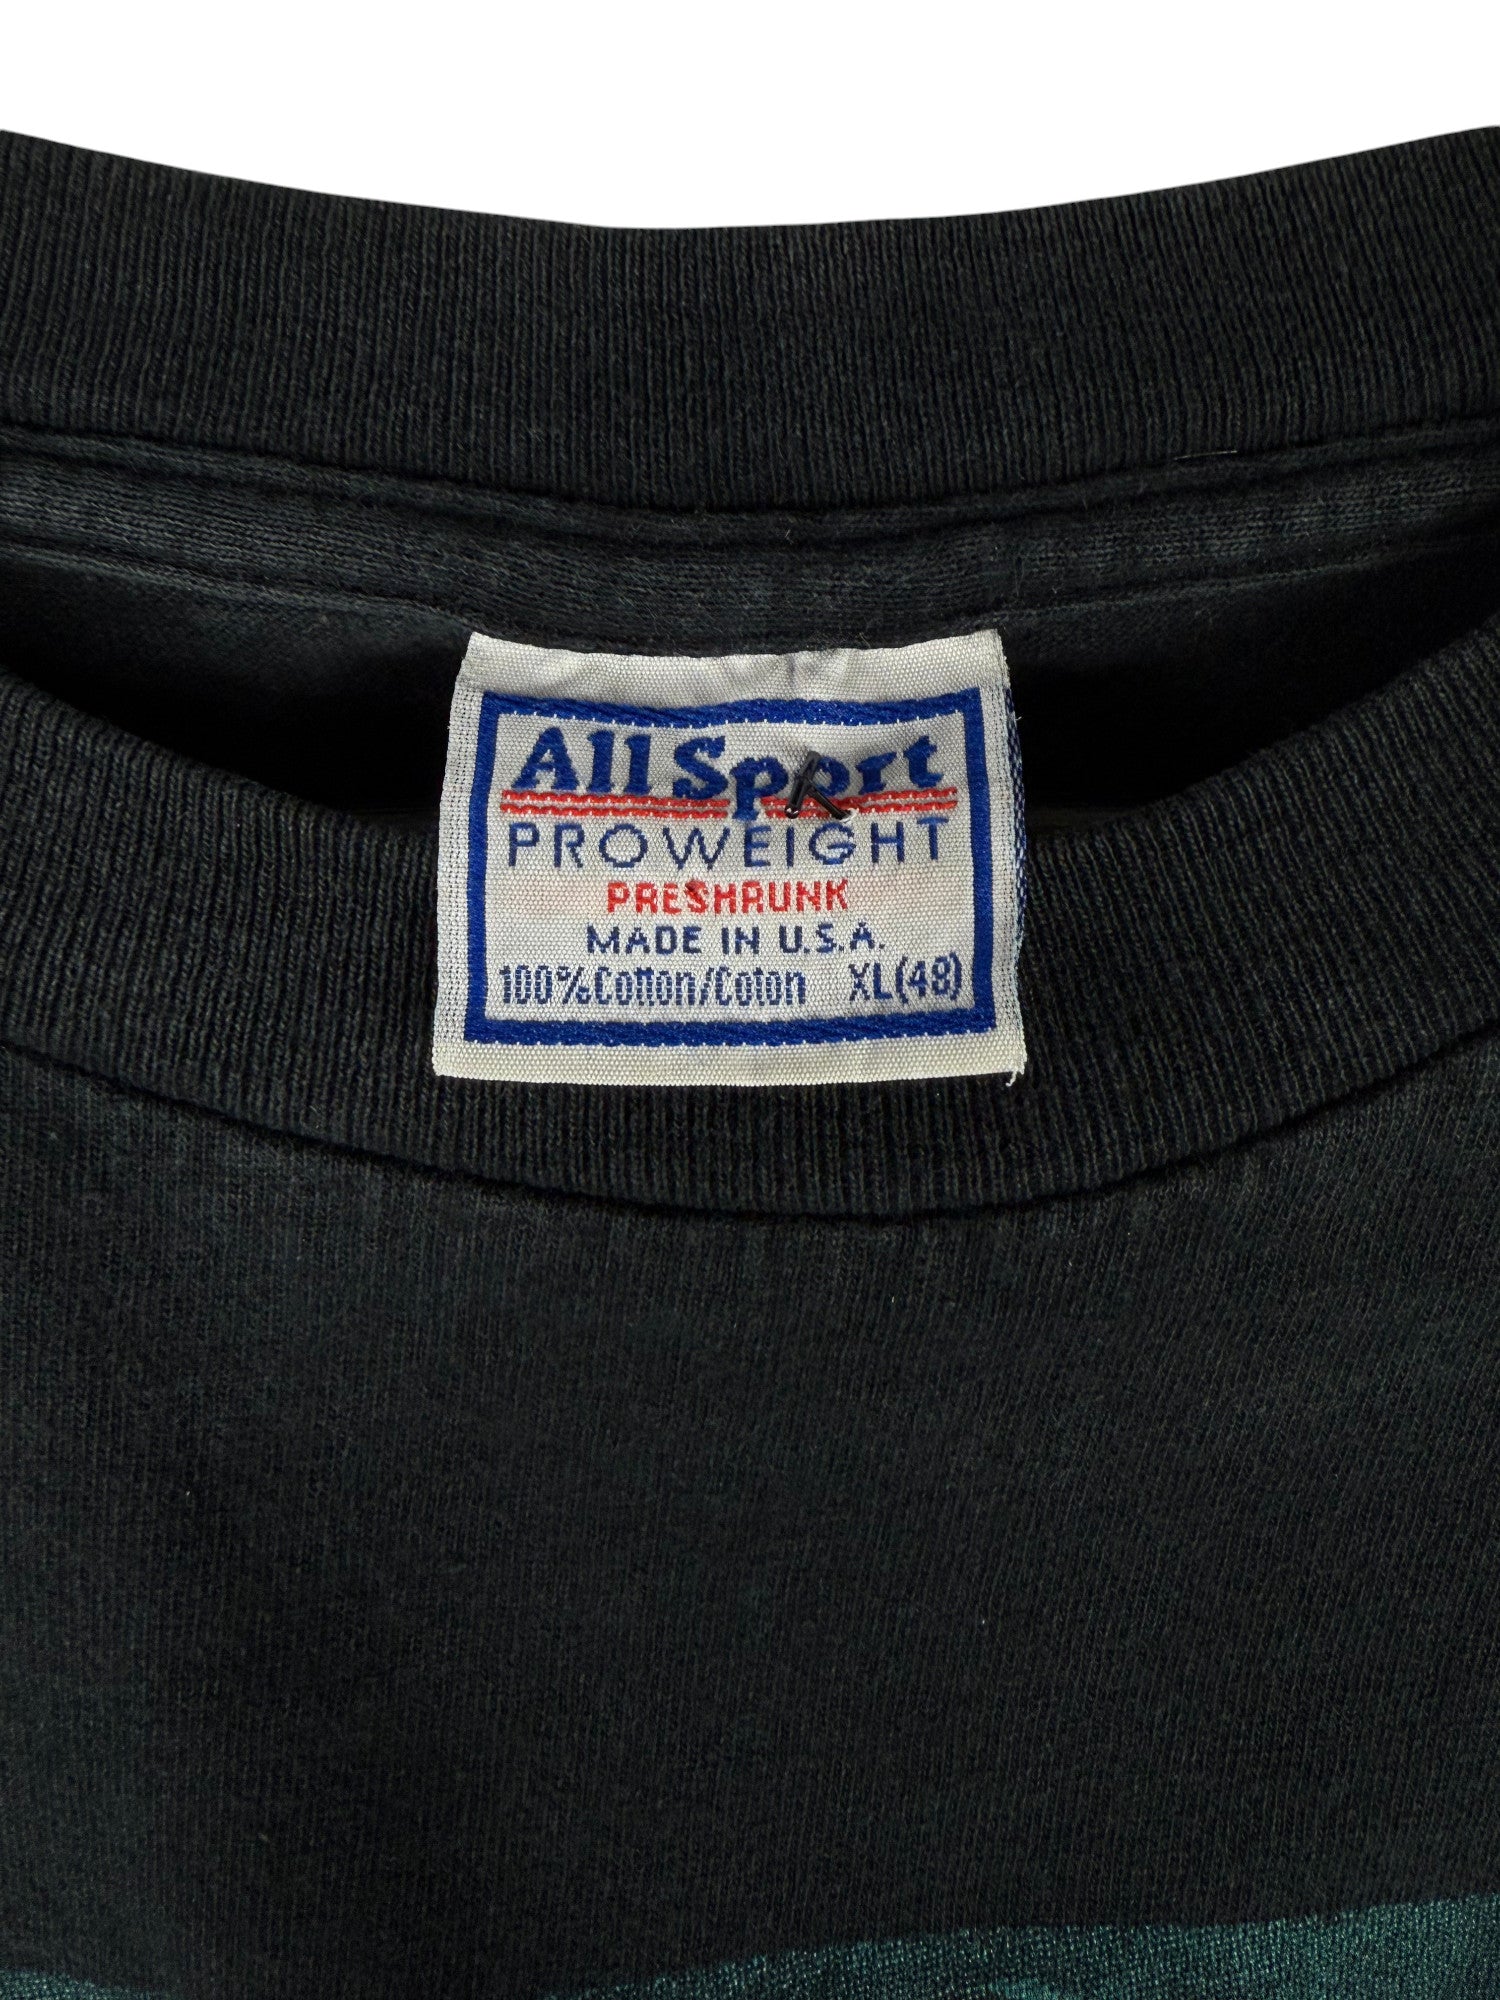 All Sport
PROWEIGHT
PRESHRUNK
MADE IN U.S.A.
100% Cotton/Coton XL(48)